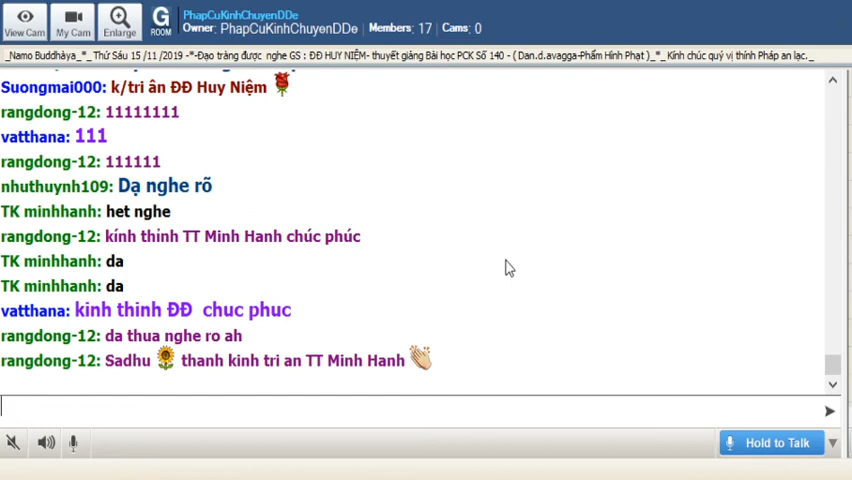 View Cam
My Cam
Enlarge
G
ROOM
PhapCuKinhChuyenDDe
Owner: PhapCuKinhChuyenDDe Members: 17 Cams: 0
_Namo Buddhàya_*_ Thứ Sáu 15 /11 /2019 -*-Đạo tràng được nghe GS : ĐĐ HUY NIỆM- thuyết giảng Bài học PCK Số 140 - ( Dan.d.avagga-Phẩm Hình Phạt )_*_ Kính chúc quý vị thính Pháp an lạc._
Suongmai000: k/tri ân ĐĐ Huy Niệm
rangdong-12: 11111111
vatthana: 111
rangdong-12: 111111
nhuthuynh109: Dạ nghe rõ
TK minhhanh: het nghe
rangdong-12: kính thỉnh TT Minh Hanh chúc phúc
TK minhhanh: da
TK minhhanh: da
vatthana: kinh thinh ĐĐ chuc phuc
rangdong-12: da thua nghe ro ah
rangdong-12: Sadhu thanh kinh tri an TT Minh Hanh
Hold to Talk